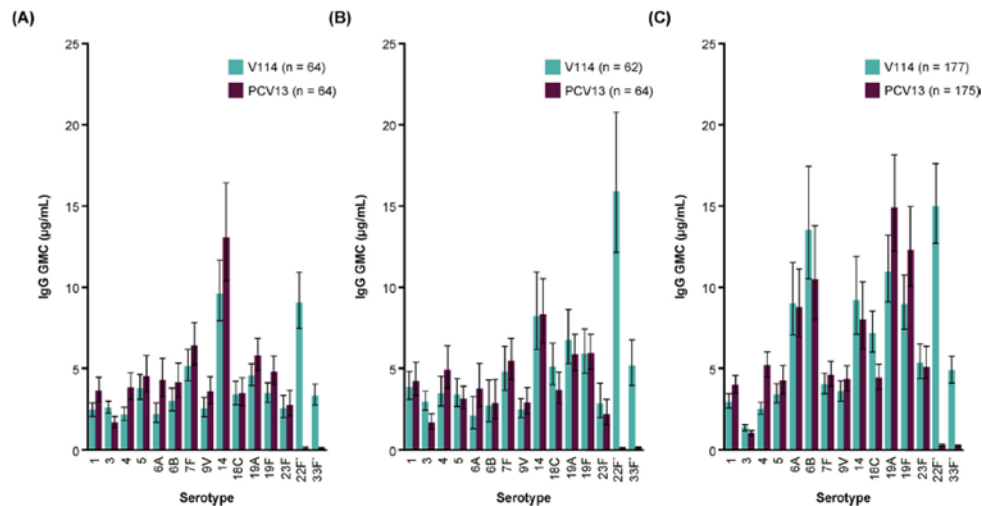 (A)
25
20
15
10
5
0
IgG GMC (µg/mL)
V114 (n = 64)
PCV13 (n = 64)
1 3 4 5 6A 6B 7F 9V 14 18C 19A 19F 23F 22F* 33F*
Serotype
(B)
25
20
15
10
5
0
IgG GMC (µg/mL)
V114 (n = 62)
PCV13 (n = 64)
1 3 4 5 6A 6B 7F 9V 14 18C 19A 19F 23F 22F* 33F*
Serotype
(C)
25
20
15
10
5
0
IgG GMC (µg/mL)
V114 (n = 177)
PCV13 (n = 175)
1 3 4 5 6A 6B 7F 9V 14 18C 19A 19F 23F 22F* 33F*
Serotype